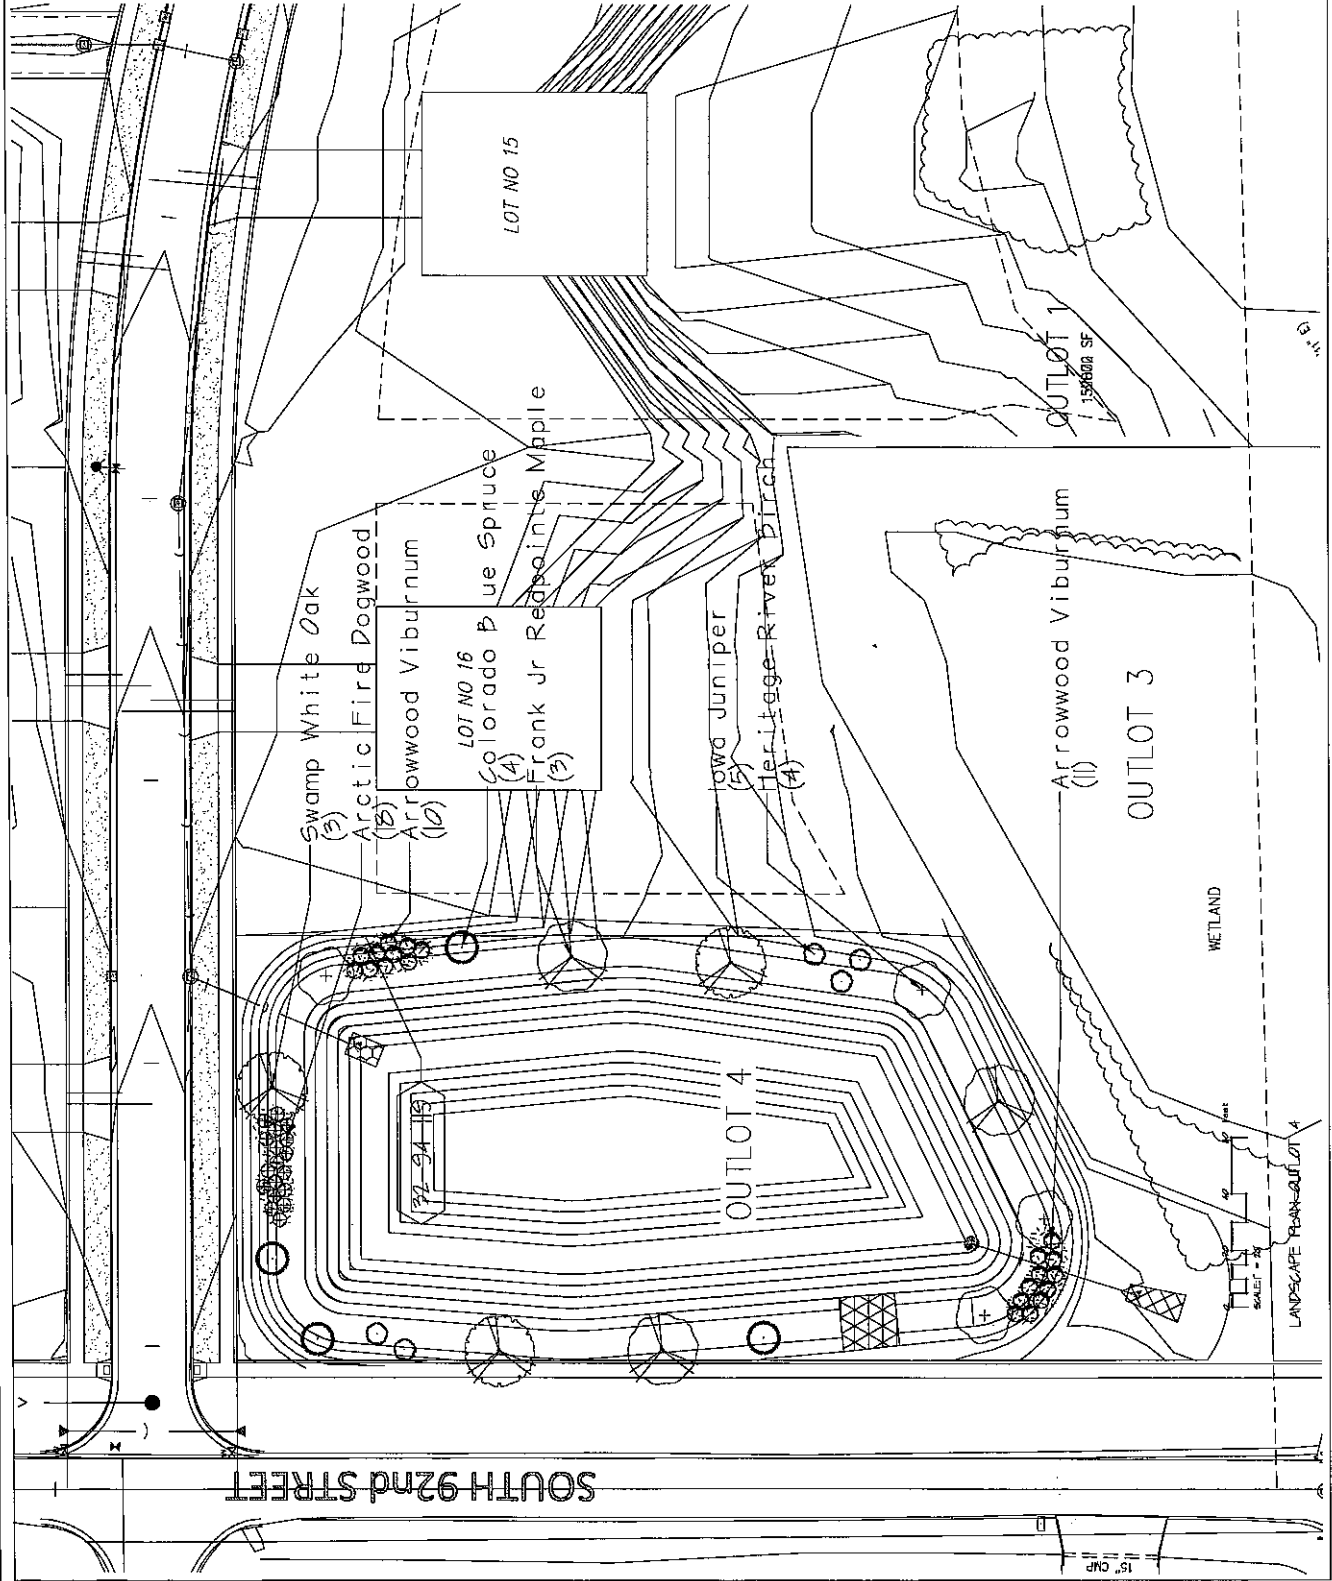 LOT NO 15
OUTLOT 1
Swamp White Oak
(3)
Arctic Fire Dogwood
(18)
Arrowwood Viburnum
(10)
LOT NO 16
Colorado B ue Spruce
(4)
Frank Jr Redpointe Maple
(3)
Iowa Juniper
(5)
Heritage River Birch
(4)
Arrowwood Viburnum
(11)
OUTLOT 3
WETLAND
OUTLOT 4
LANDSCAPE PLAN-OUTLOT 4
SOUTH 92nd STREET
15" CMP